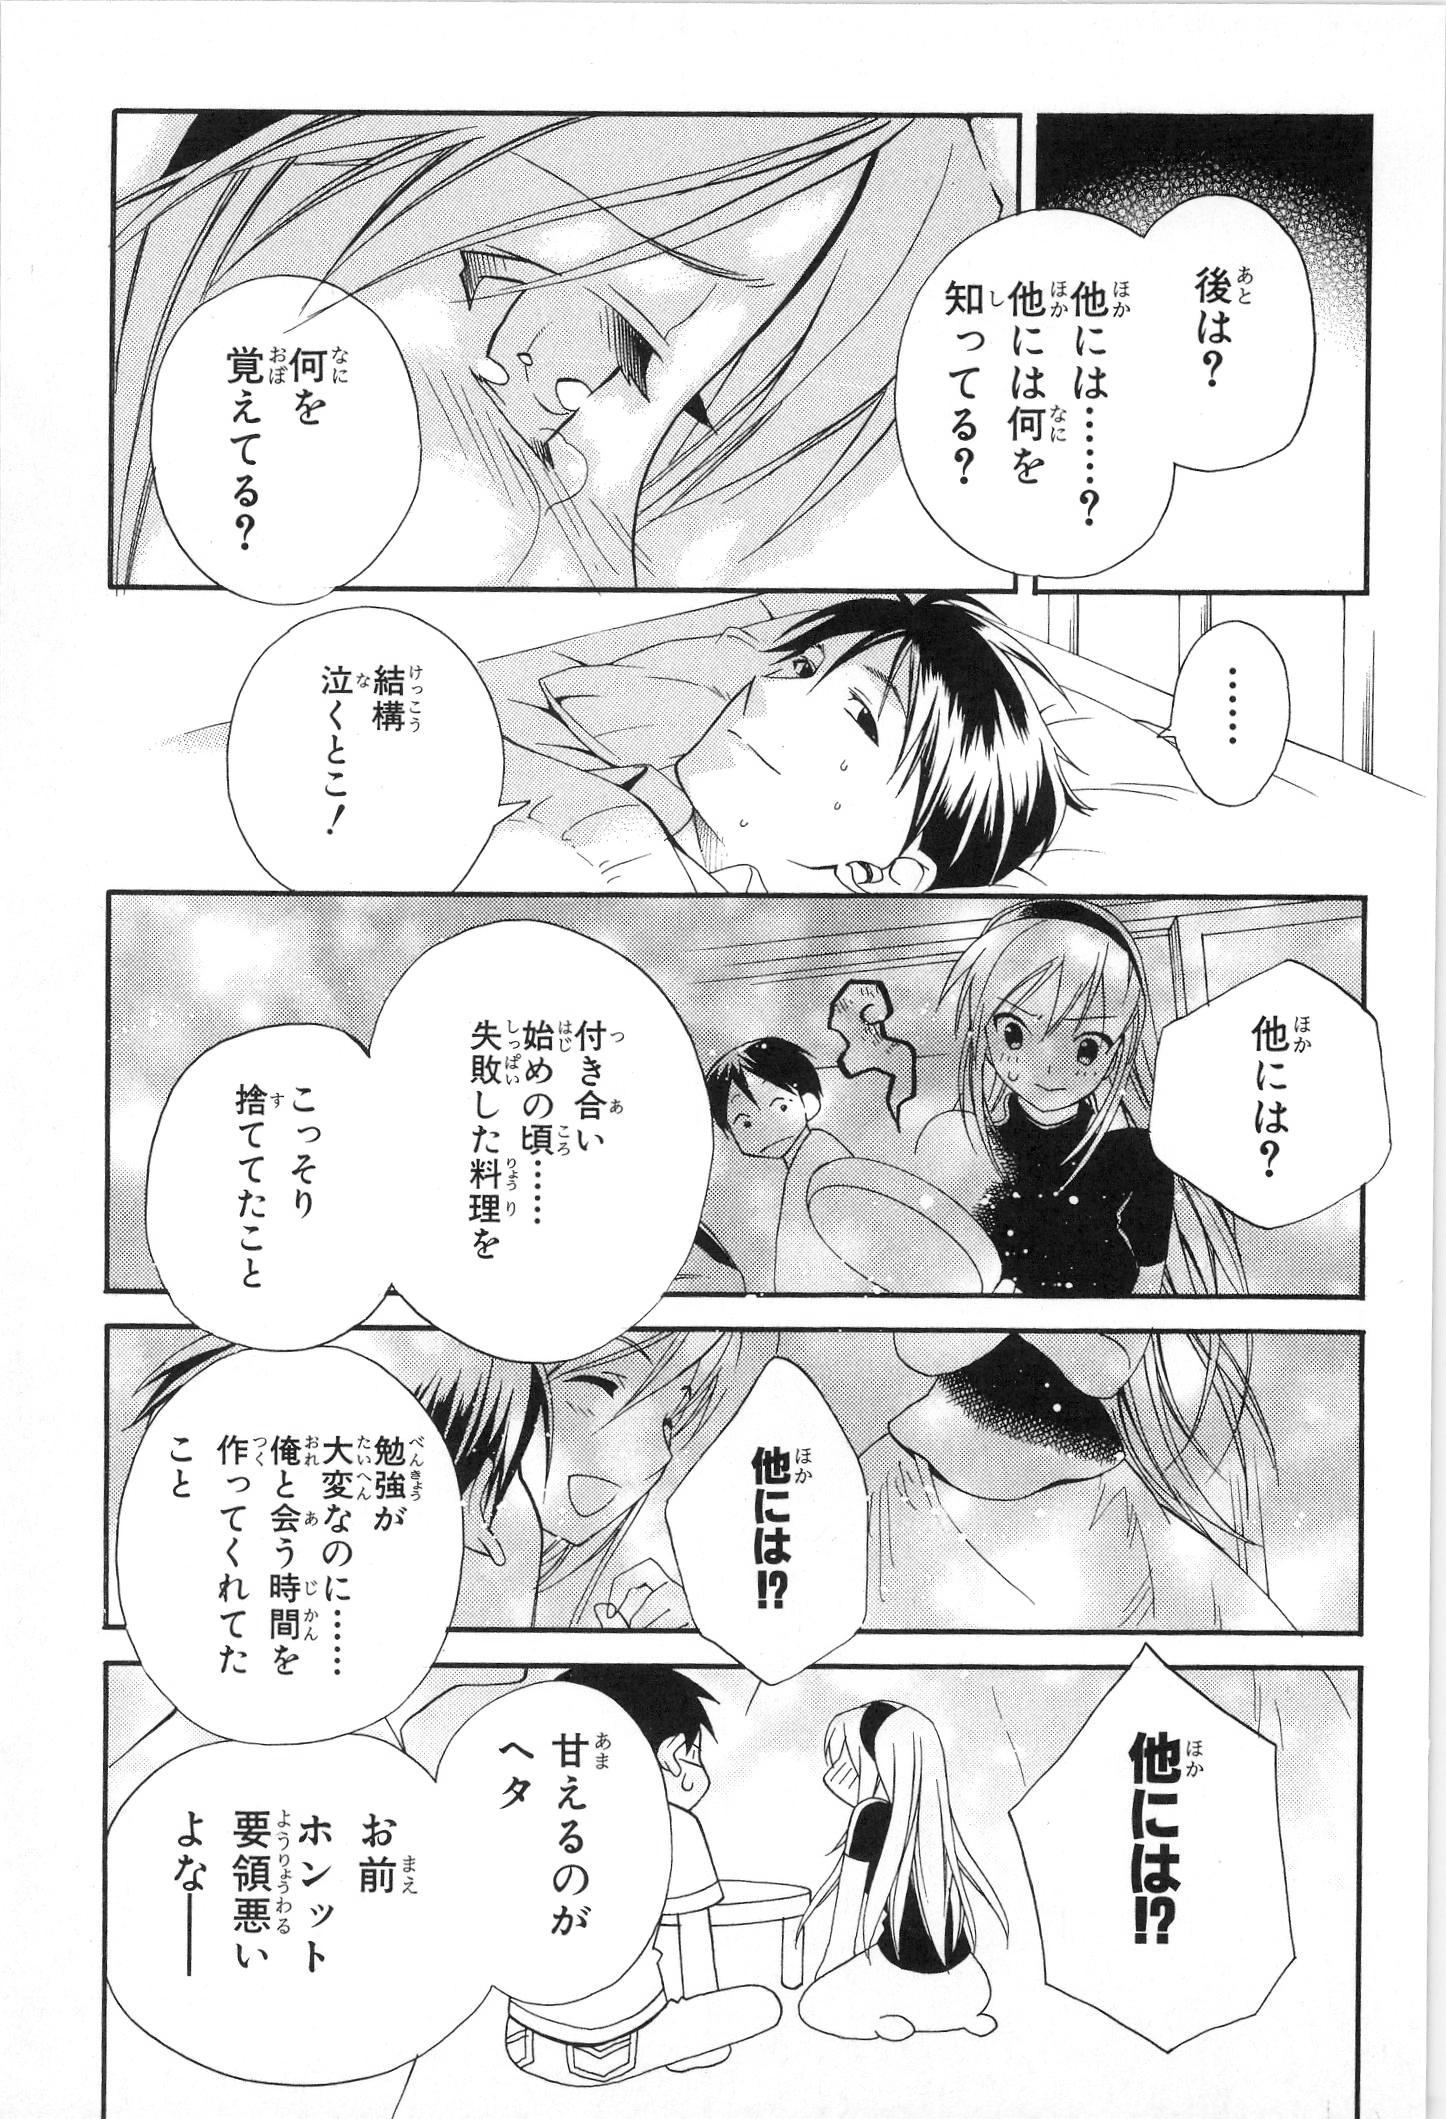 後は？
他には……？
他には何を
知ってる？
何を
覚えてる？
……
結構
泣くとこ！
他には？
付き合い
始めの頃……
失敗した料理を
こっそり
捨ててたこと
他には!?
勉強が
大変なのに……
俺と会う時間を
作ってくれてた
こと
他には!?
甘えるのが
ヘタ
お前
ホンット
要領悪い
よな──